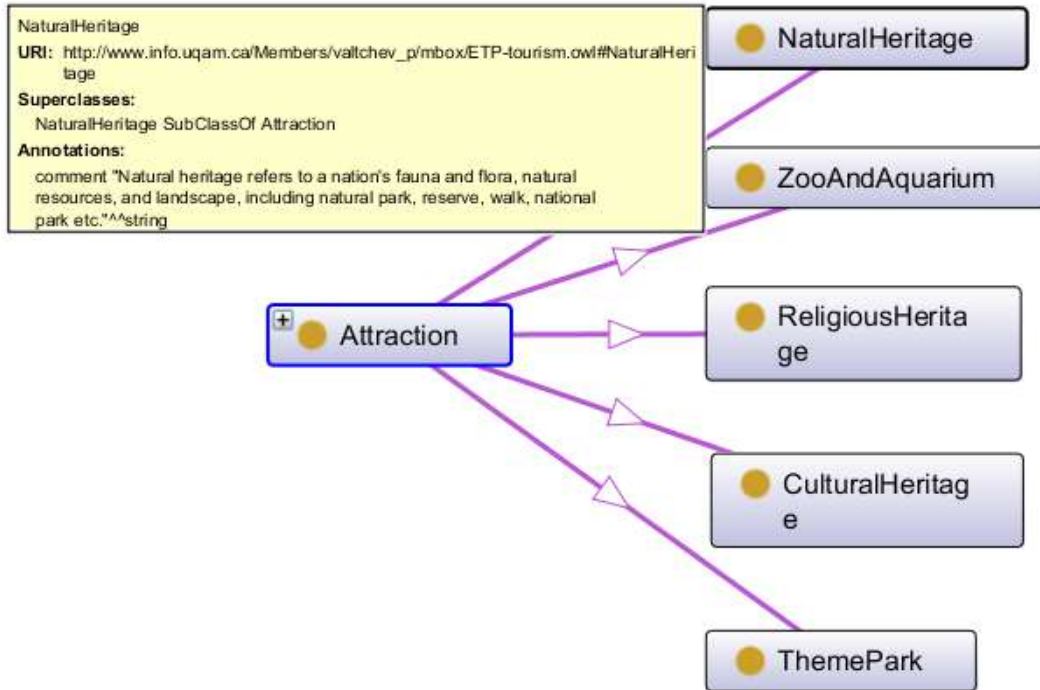 NaturalHeritage
URI: http://www.info.uqam.ca/Members/valtchev_p/mbox/ETP-tourism.owl#NaturalHeri
tage
Superclasses:
NaturalHeritage SubClassOf Attraction
Annotations:
comment "Natural heritage refers to a nation's fauna and flora, natural
resources, and landscape, including natural park, reserve, walk, national
park etc."^^string
NaturalHeritage
ZooAndAquarium
ReligiousHerita
ge
Attraction
CulturalHeritag
e
ThemePark